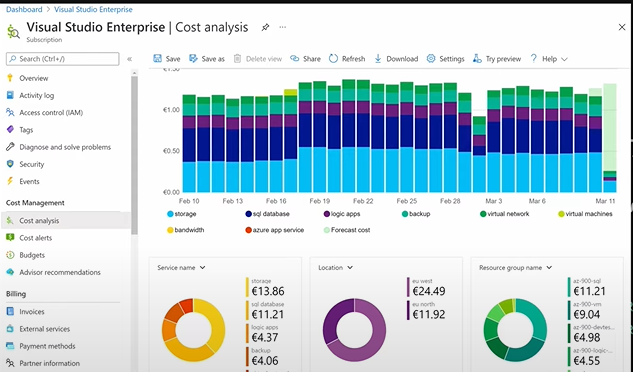 Dashboard > Visual Studio Enterprise
Visual Studio Enterprise | Cost analysis
Subscription
Search (Ctrl+/)
Overview
Activity log
Access control (IAM)
Tags
Diagnose and solve problems
Security
Events
Cost Management
Cost analysis
Cost alerts
Budgets
Advisor recommendations
Billing
Invoices
External services
Payment methods
Partner information
Save Save as Delete view Share Refresh Download Settings Try preview Help
€1.50
€1.00
€0.50
€0.00
Feb 10 Feb 13 Feb 16 Feb 19 Feb 22 Feb 25 Feb 28 Mar 3 Mar 6 Mar 11
storage sql database logic apps backup virtual network virtual machines
bandwidth azure app service Forecast cost
Service name
storage
€13.86
sql database
€11.21
logic apps
€4.37
backup
€4.06
Location
eu west
€24.49
eu north
€11.92
Resource group name
az-900-sql
€11.21
az-900-vm
€9.04
az-900-devtes...
€4.98
az-900-logic-...
€4.55